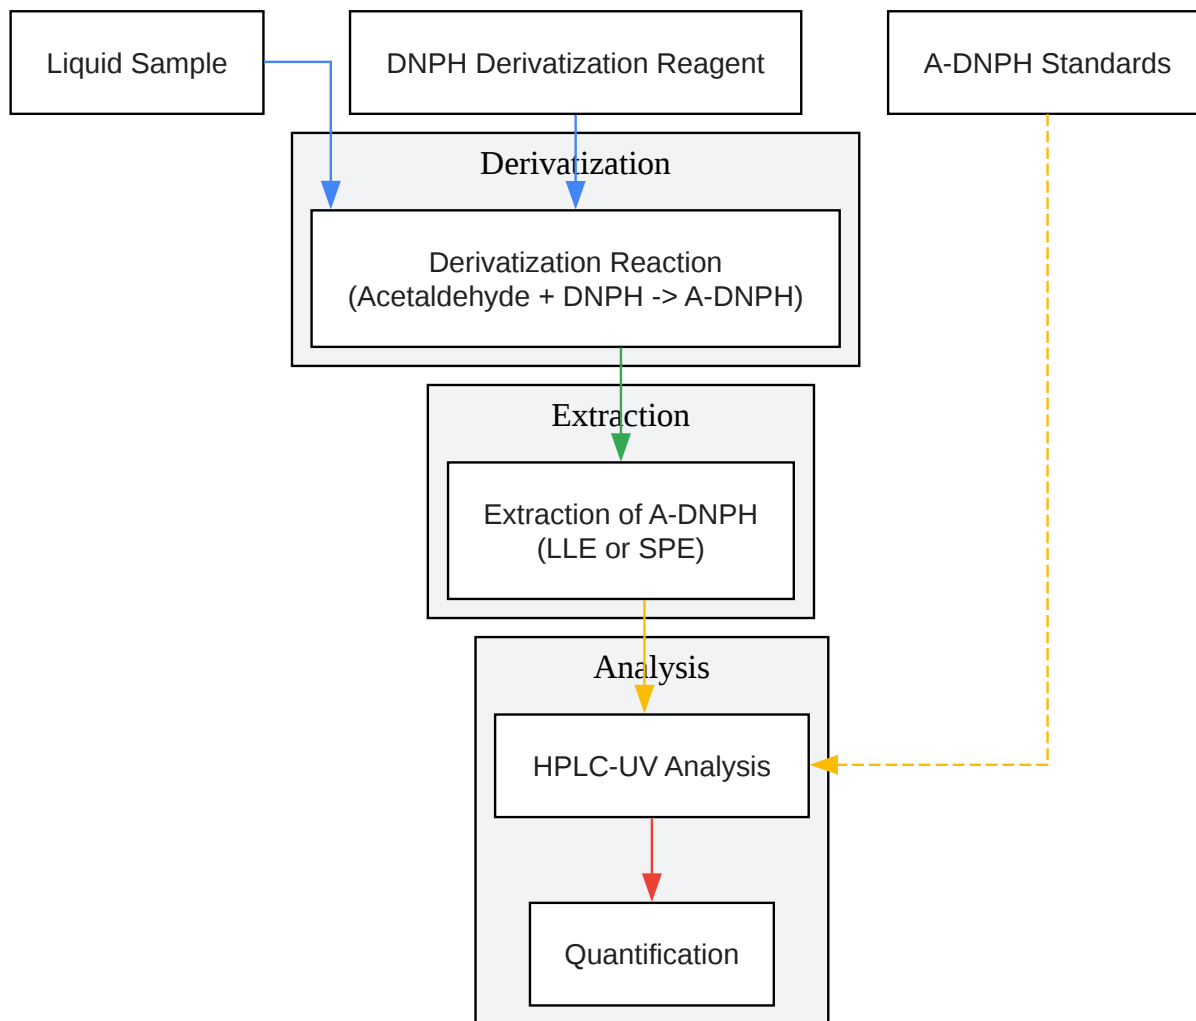 Liquid Sample
DNPH Derivatization Reagent
A-DNPH Standards
Derivatization
Derivatization Reaction
(Acetaldehyde + DNPH -> A-DNPH)
Extraction
Extraction of A-DNPH
(LLE or SPE)
Analysis
HPLC-UV Analysis
Quantification